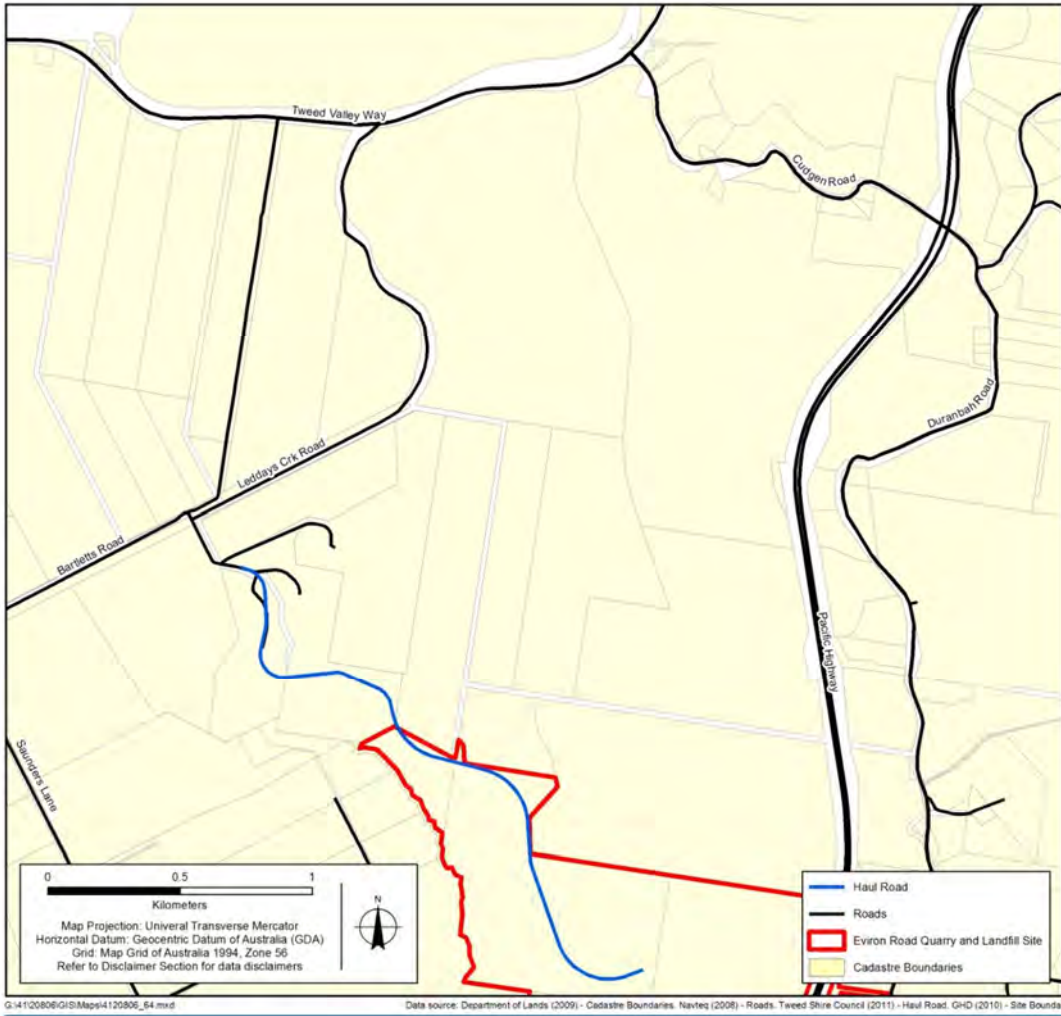 Tweed Valley Way
Cudgen Road
Duranbah Road
Leddays Crk Road
Bartletts Road
Pacific Highway
Saunders Lane
0 0.5 1
Kilometers
Map Projection: Univeral Transverse Mercator
Horizontal Datum: Geocentric Datum of Australia (GDA)
Grid: Map Grid of Australia 1994, Zone 56
Refer to Disclaimer Section for data disclaimers
N
Haul Road
Roads
Eviron Road Quarry and Landfill Site
Cadastre Boundaries
G:\41\20806\GIS\Maps\4120806_64.mxd
Data source: Department of Lands (2009) - Cadastre Boundaries. Navteq (2008) - Roads. Tweed Shire Council (2011) - Haul Road. GHD (2010) - Site Bounda